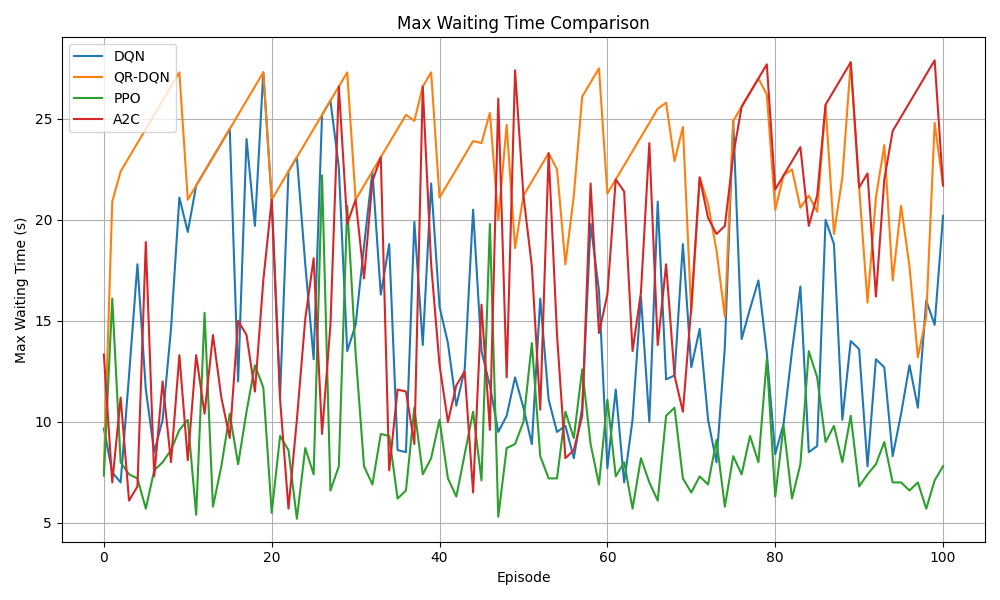 Max Waiting Time Comparison
DQN
QR-DQN
PPO
A2C
Max Waiting Time (s)
25
20
15
10
5
0
20
40
60
80
100
Episode